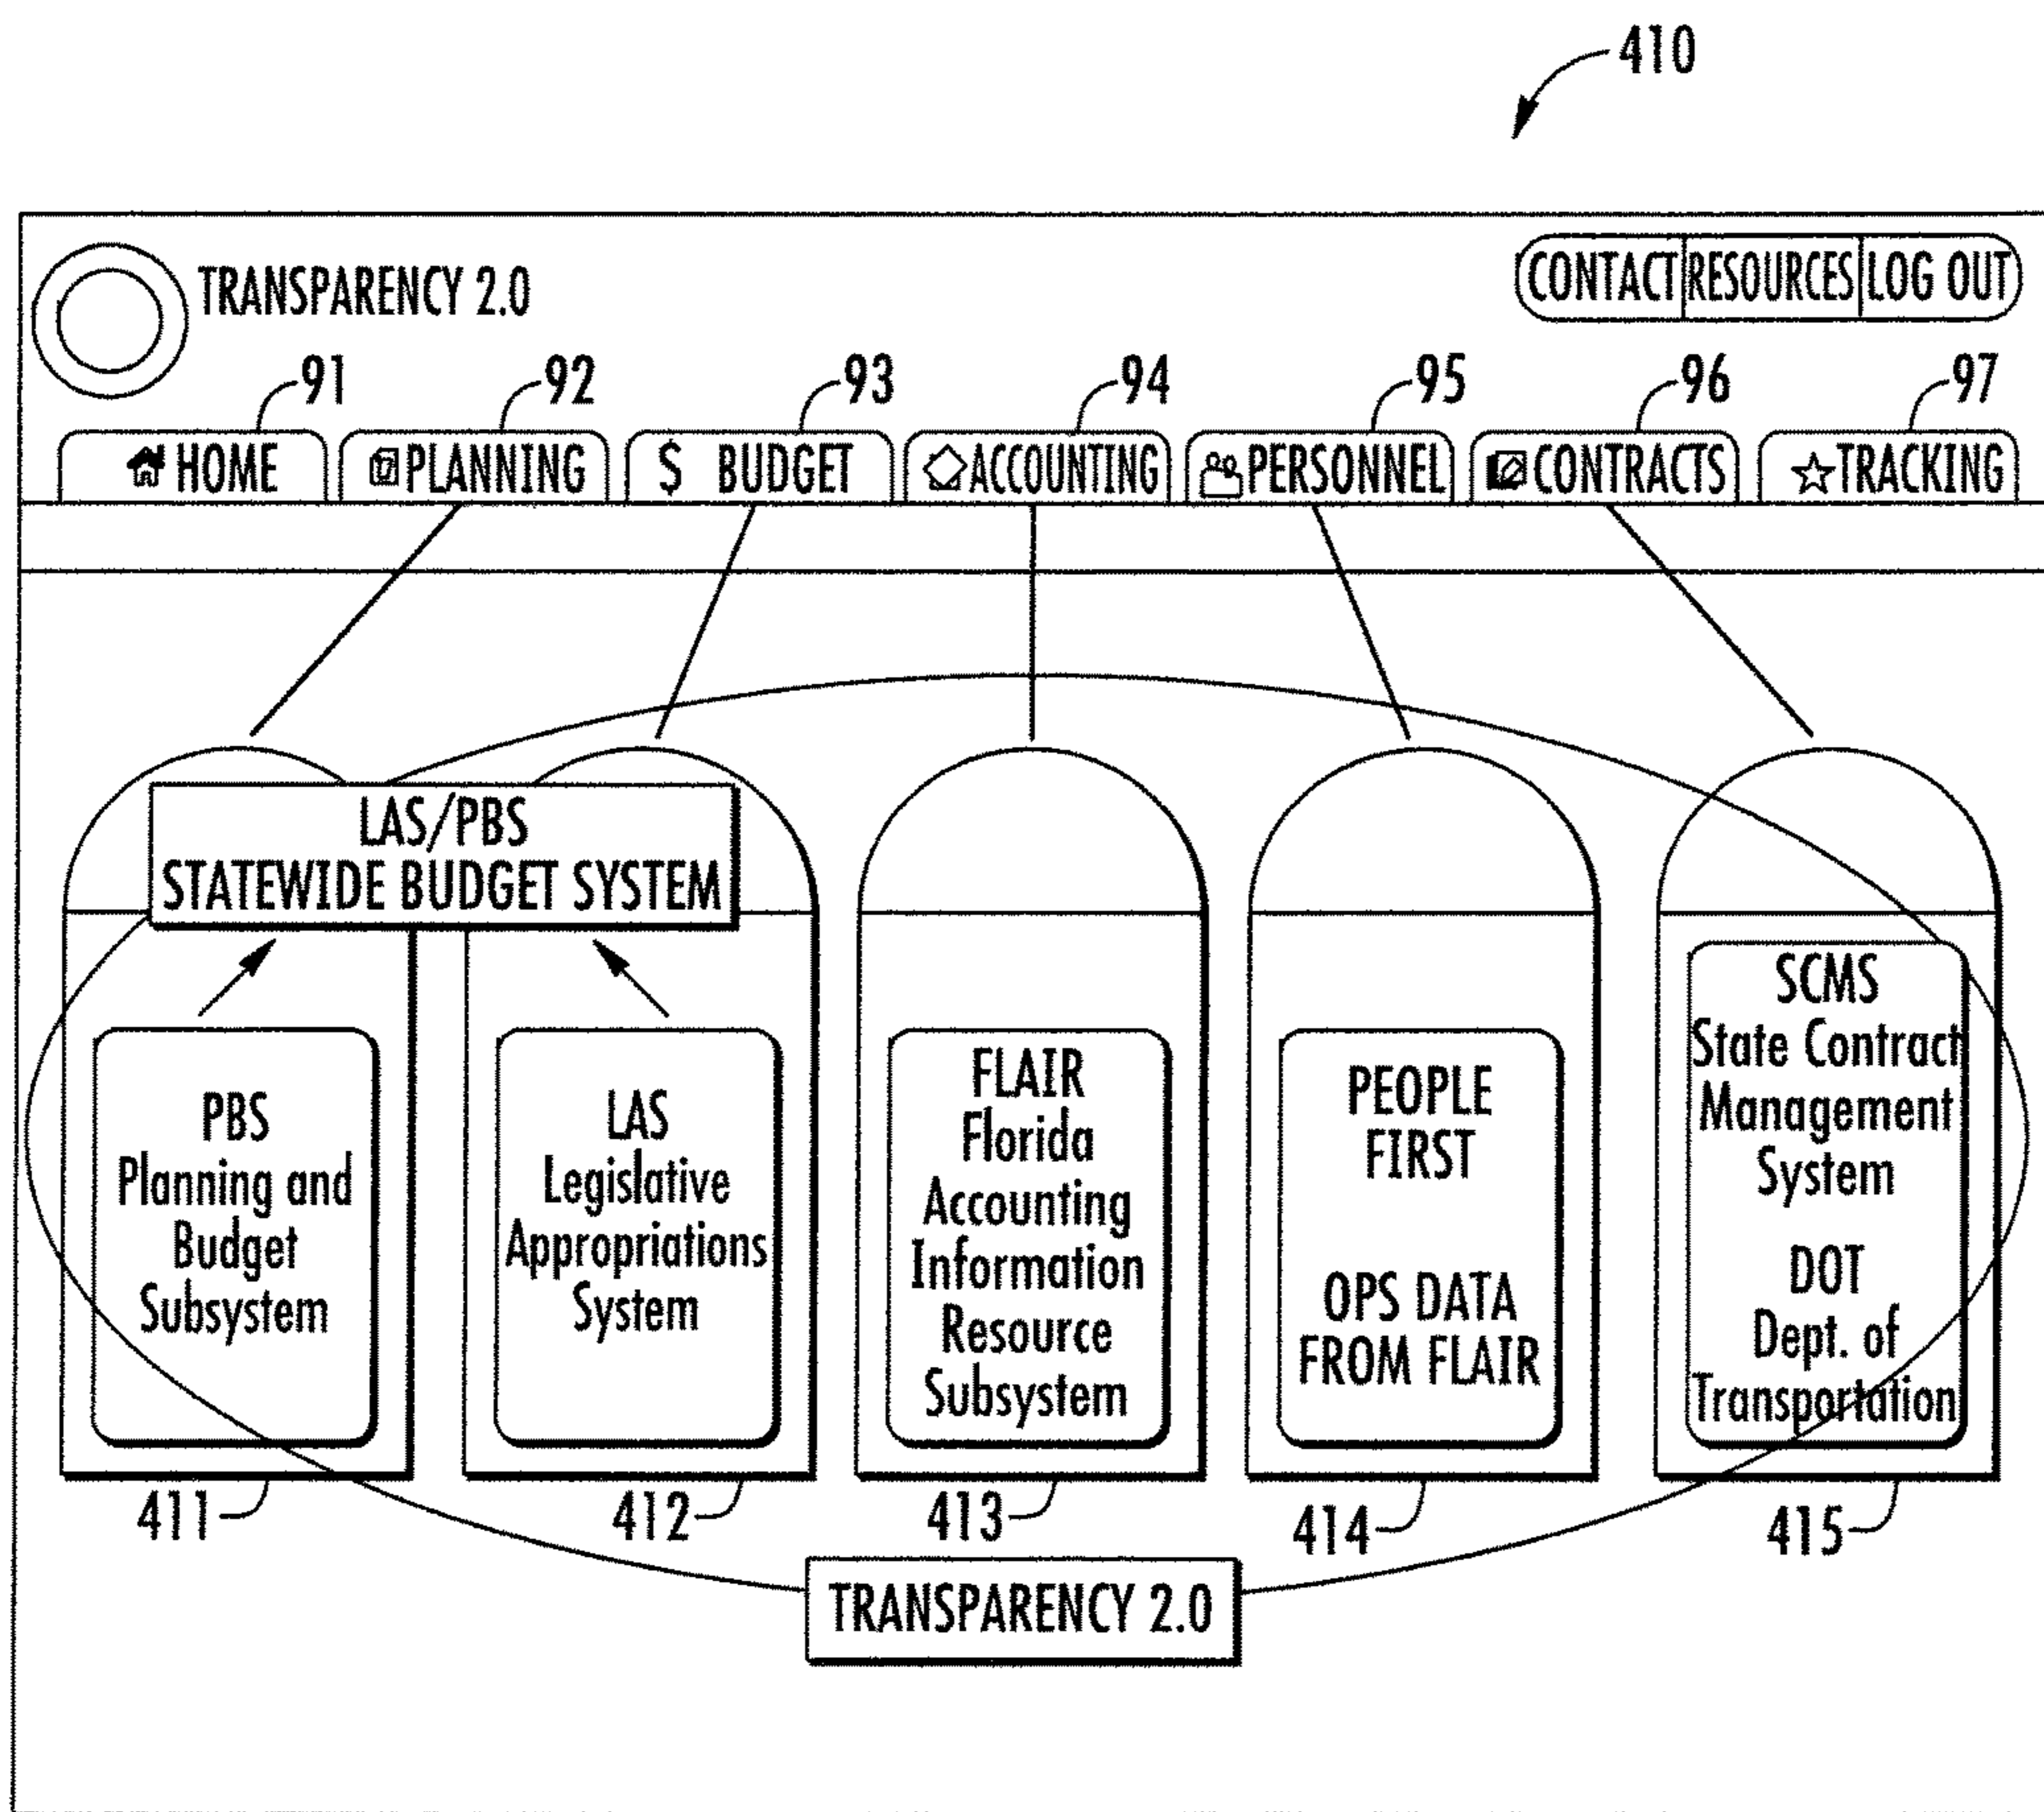 410
TRANSPARENCY 2.0
CONTACT RESOURCES LOG OUT
91 92 93 94 95 96 97
HOME PLANNING $ BUDGET ACCOUNTING PERSONNEL CONTRACTS TRACKING
LAS/PBS
STATEWIDE BUDGET SYSTEM
PBS
Planning and
Budget
Subsystem
LAS
Legislative
Appropriations
System
FLAIR
Florida
Accounting
Information
Resource
Subsystem
PEOPLE
FIRST
OPS DATA
FROM FLAIR
SCMS
State Contract
Management
System
DOT
Dept. of
Transportation
411 412 413 414 415
TRANSPARENCY 2.0